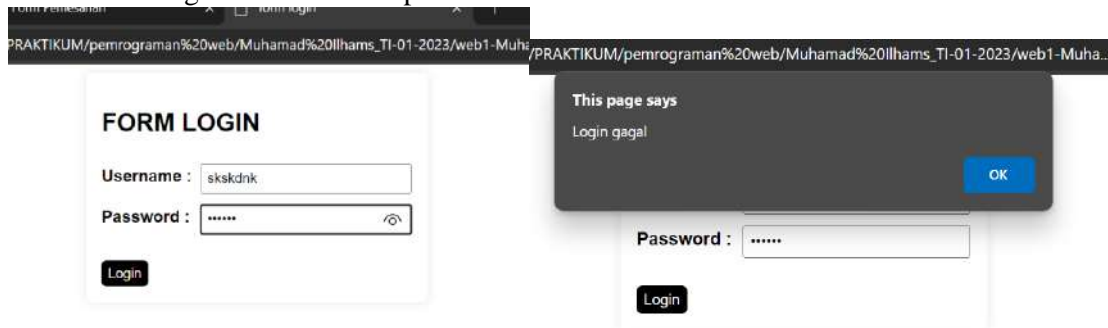 form login
PRAKTIKUM/pemrograman%20web/Muhamad%20Ilhams_TI-01-2023/web1-Muha
FORM LOGIN
Username :
skskdnk
Password :
••••••
Login
/PRAKTIKUM/pemrograman%20web/Muhamad%20Ilhams_TI-01-2023/web1-Muha...
This page says
Login gagal
OK
Password :
••••••
Login